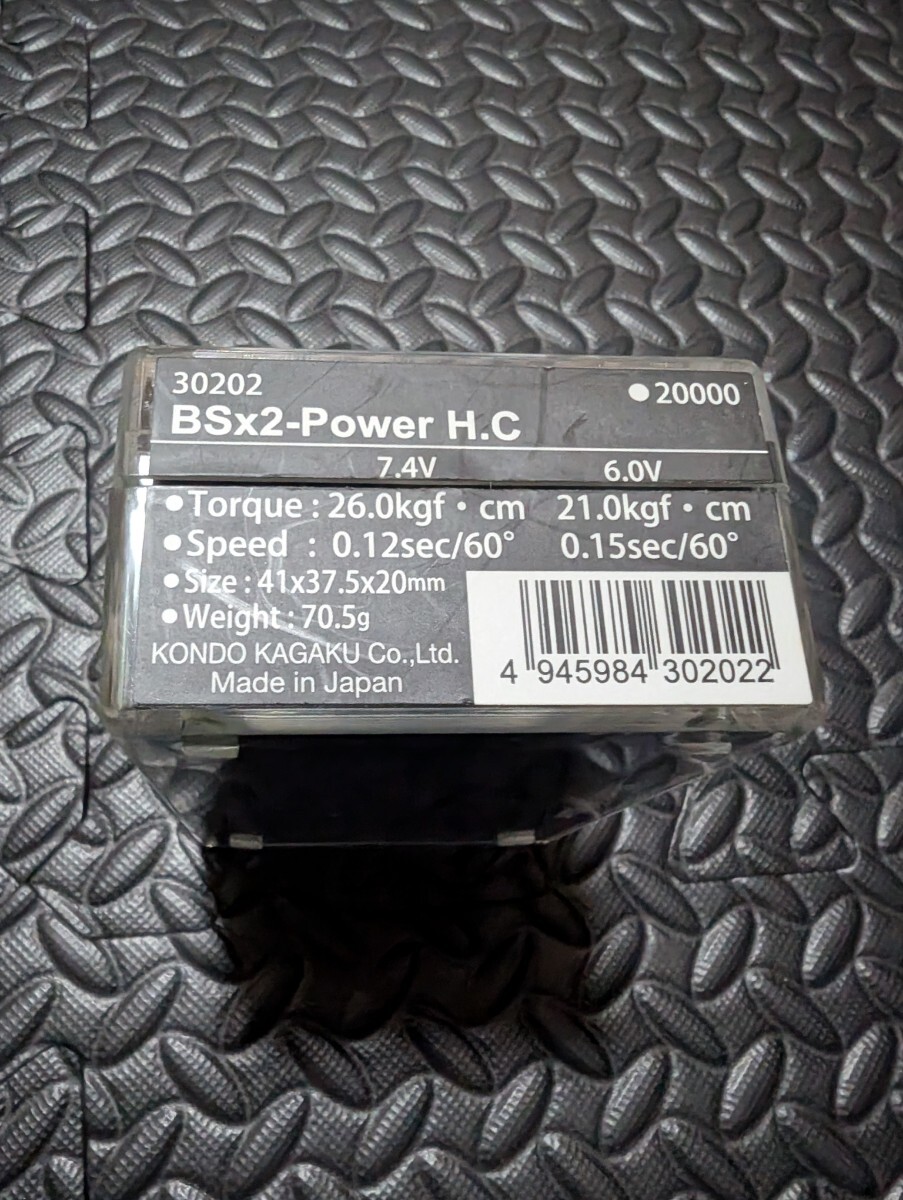 30202
●20000
BSx2-Power H.C
7.4V 6.0V
●Torque : 26.0kgf・cm 21.0kgf・cm
●Speed : 0.12sec/60° 0.15sec/60°
●Size : 41x37.5x20mm
●Weight : 70.5g
KONDO KAGAKU Co.,Ltd.
Made in Japan
4 945984 302022